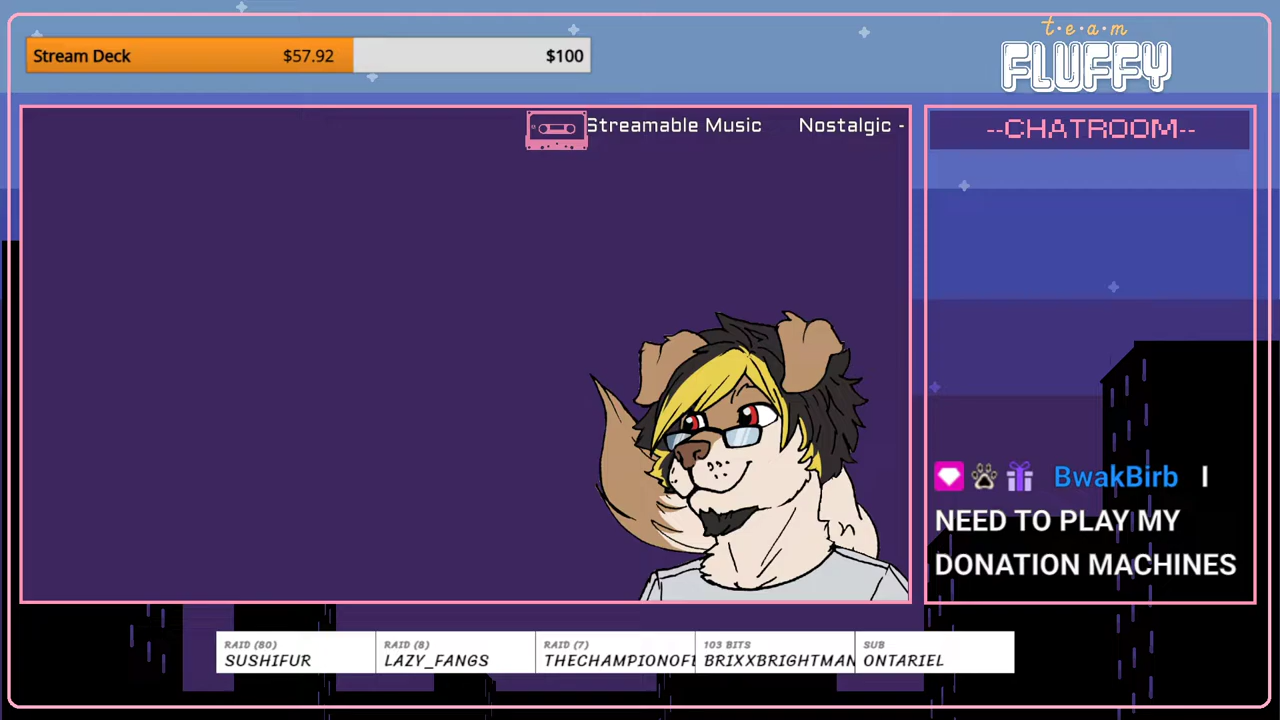 t·e·a·m
FLUFFY
Stream Deck $57.92 $100
Streamable Music Nostalgic -
--CHATROOM--
BwakBirb I
NEED TO PLAY MY
DONATION MACHINES
RAID (80)
SUSHIFUR
RAID (8)
LAZY_FANGS
RAID (7)
THECHAMPIONOF
103 BITS
BRIXXBRIGHTMAN
SUB
ONTARIEL